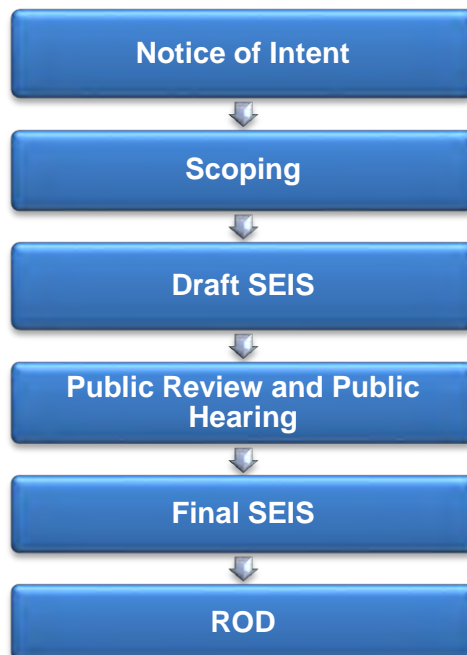 Notice of Intent
Scoping
Draft SEIS
Public Review and Public
Hearing
Final SEIS
ROD